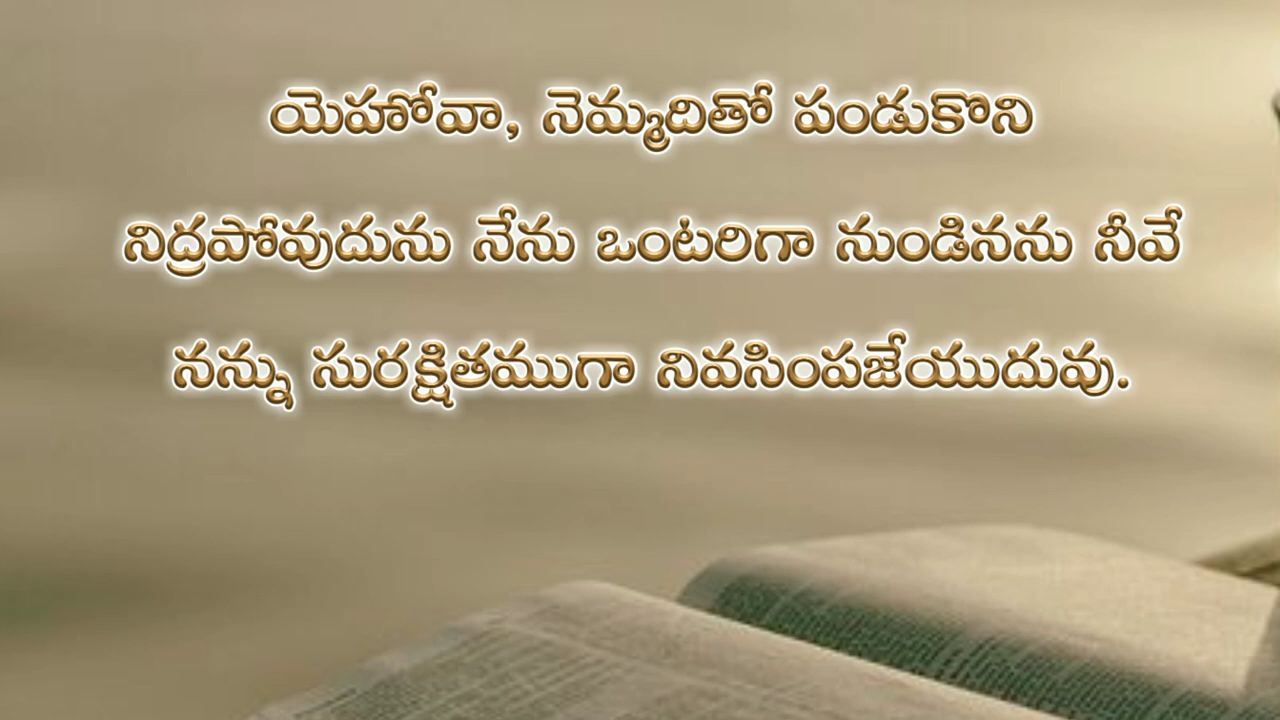 యెహోవా, నెమ్మదితో పండుకొని
నిద్రపోవుదును నేను ఒంటరిగా నుండినను నీవే
నన్ను సురక్షితముగా నివసింపజేయుదువు.